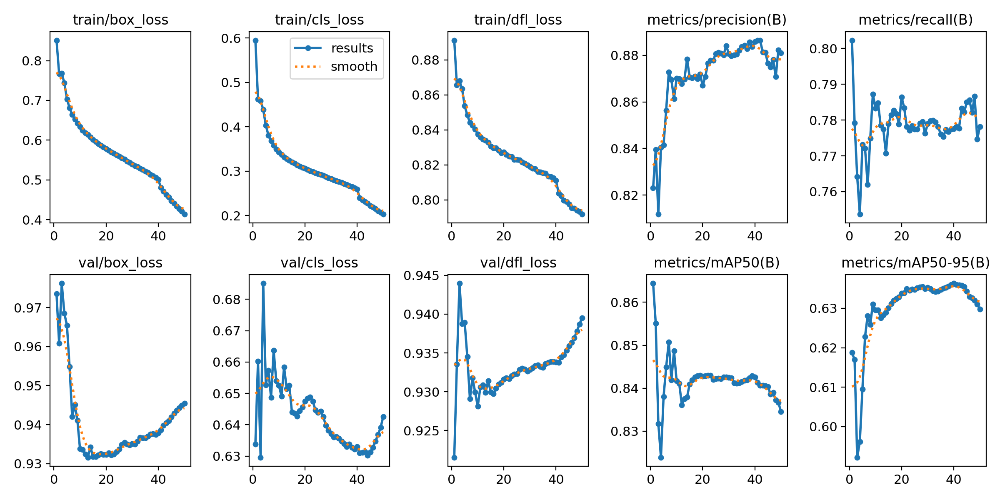 train/box_loss
0.8
0.7
0.6
0.5
0.4
0 20 40
train/cls_loss
results
smooth
0.6
0.5
0.4
0.3
0.2
0 20 40
train/dfl_loss
0.88
0.86
0.84
0.82
0.80
0 20 40
metrics/precision(B)
0.88
0.86
0.84
0.82
0 20 40
metrics/recall(B)
0.80
0.79
0.78
0.77
0.76
0 20 40
val/box_loss
0.97
0.96
0.95
0.94
0.93
0 20 40
val/cls_loss
0.68
0.67
0.66
0.65
0.64
0.63
0 20 40
val/dfl_loss
0.945
0.940
0.935
0.930
0.925
0 20 40
metrics/mAP50(B)
0.86
0.85
0.84
0.83
0 20 40
metrics/mAP50-95(B)
0.63
0.62
0.61
0.60
0 20 40